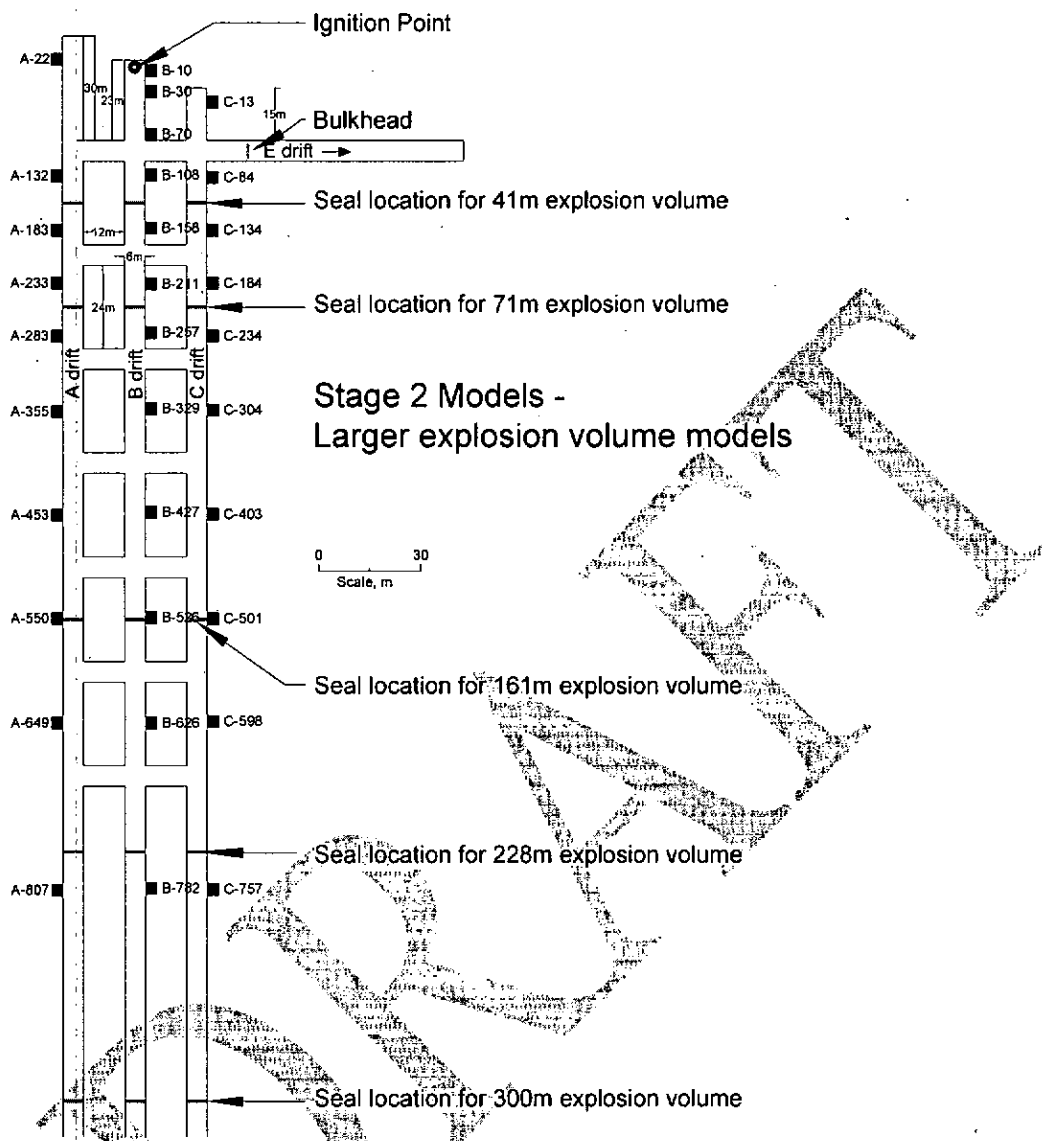 Ignition Point
A-22
B-10
30m
23m
B-30
C-13
15m
Bulkhead
B-70
E drift
A-132
B-108
C-84
Seal location for 41m explosion volume
A-183
12m
B-158
C-134
6m
A-233
B-211
C-184
24m
Seal location for 71m explosion volume
A-283
B-257
C-234
A drift
B drift
C drift
Stage 2 Models -
Larger explosion volume models
A-355
B-329
C-304
A-453
B-427
C-403
0 30
Scale, m
A-550
B-526
C-501
Seal location for 161m explosion volume
A-649
B-626
C-598
Seal location for 228m explosion volume
A-807
B-782
C-757
Seal location for 300m explosion volume
DRAFT